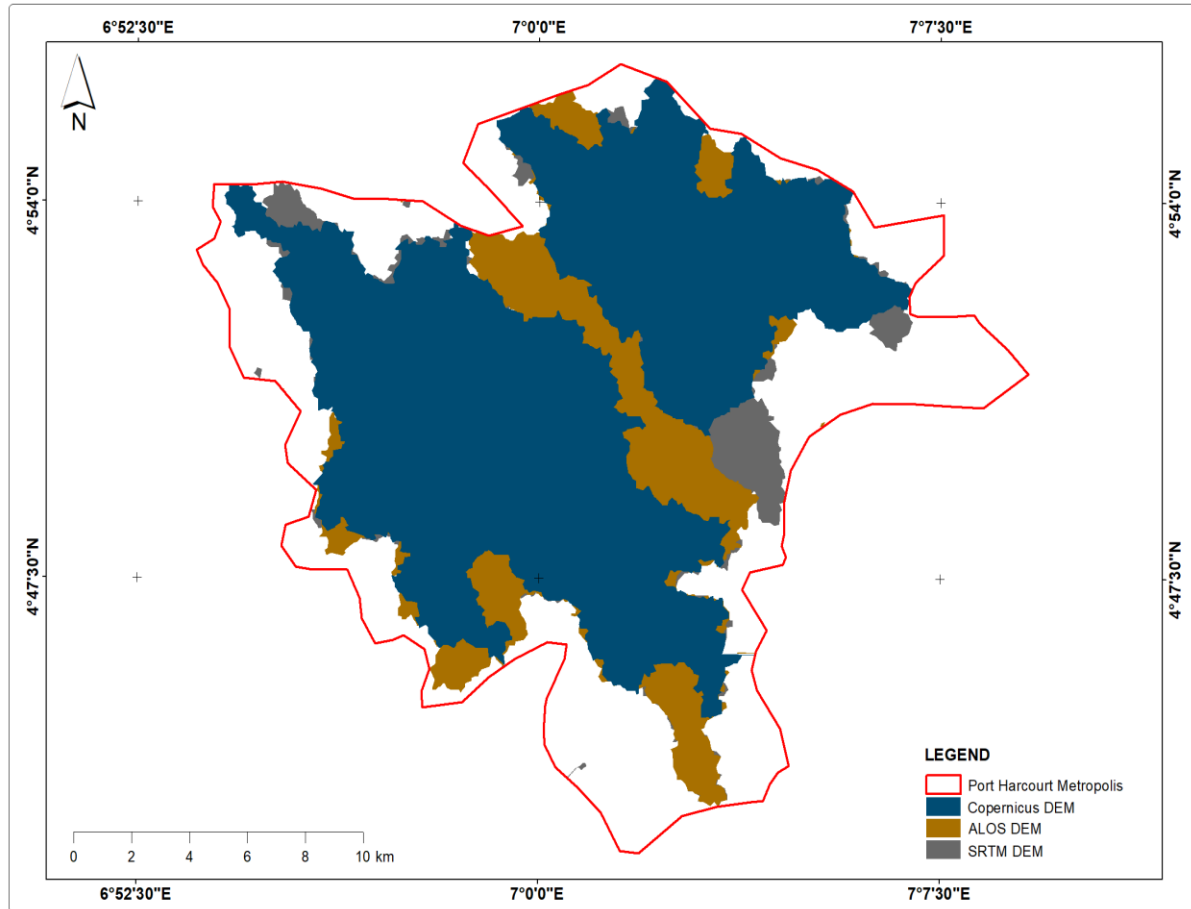 6°52'30"E 7°0'0"E 7°7'30"E
4°54'0"N 4°54'0"N
N
4°47'30"N 4°47'30"N
LEGEND
Port Harcourt Metropolis
Copernicus DEM
ALOS DEM
SRTM DEM
0 2 4 6 8 10 km
6°52'30"E 7°0'0"E 7°7'30"E